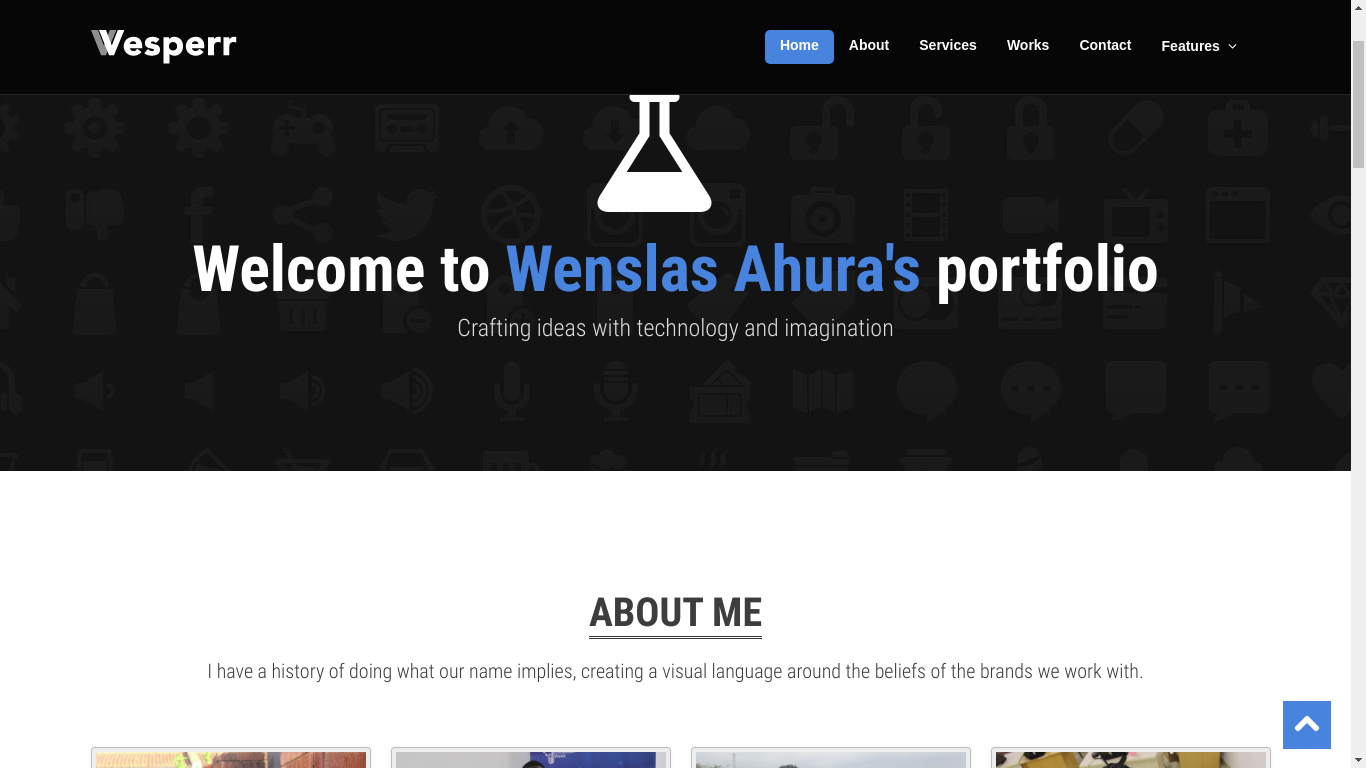 Vesperr
Home About Services Works Contact Features
Welcome to Wenslas Ahura's portfolio
Crafting ideas with technology and imagination
ABOUT ME
I have a history of doing what our name implies, creating a visual language around the beliefs of the brands we work with.